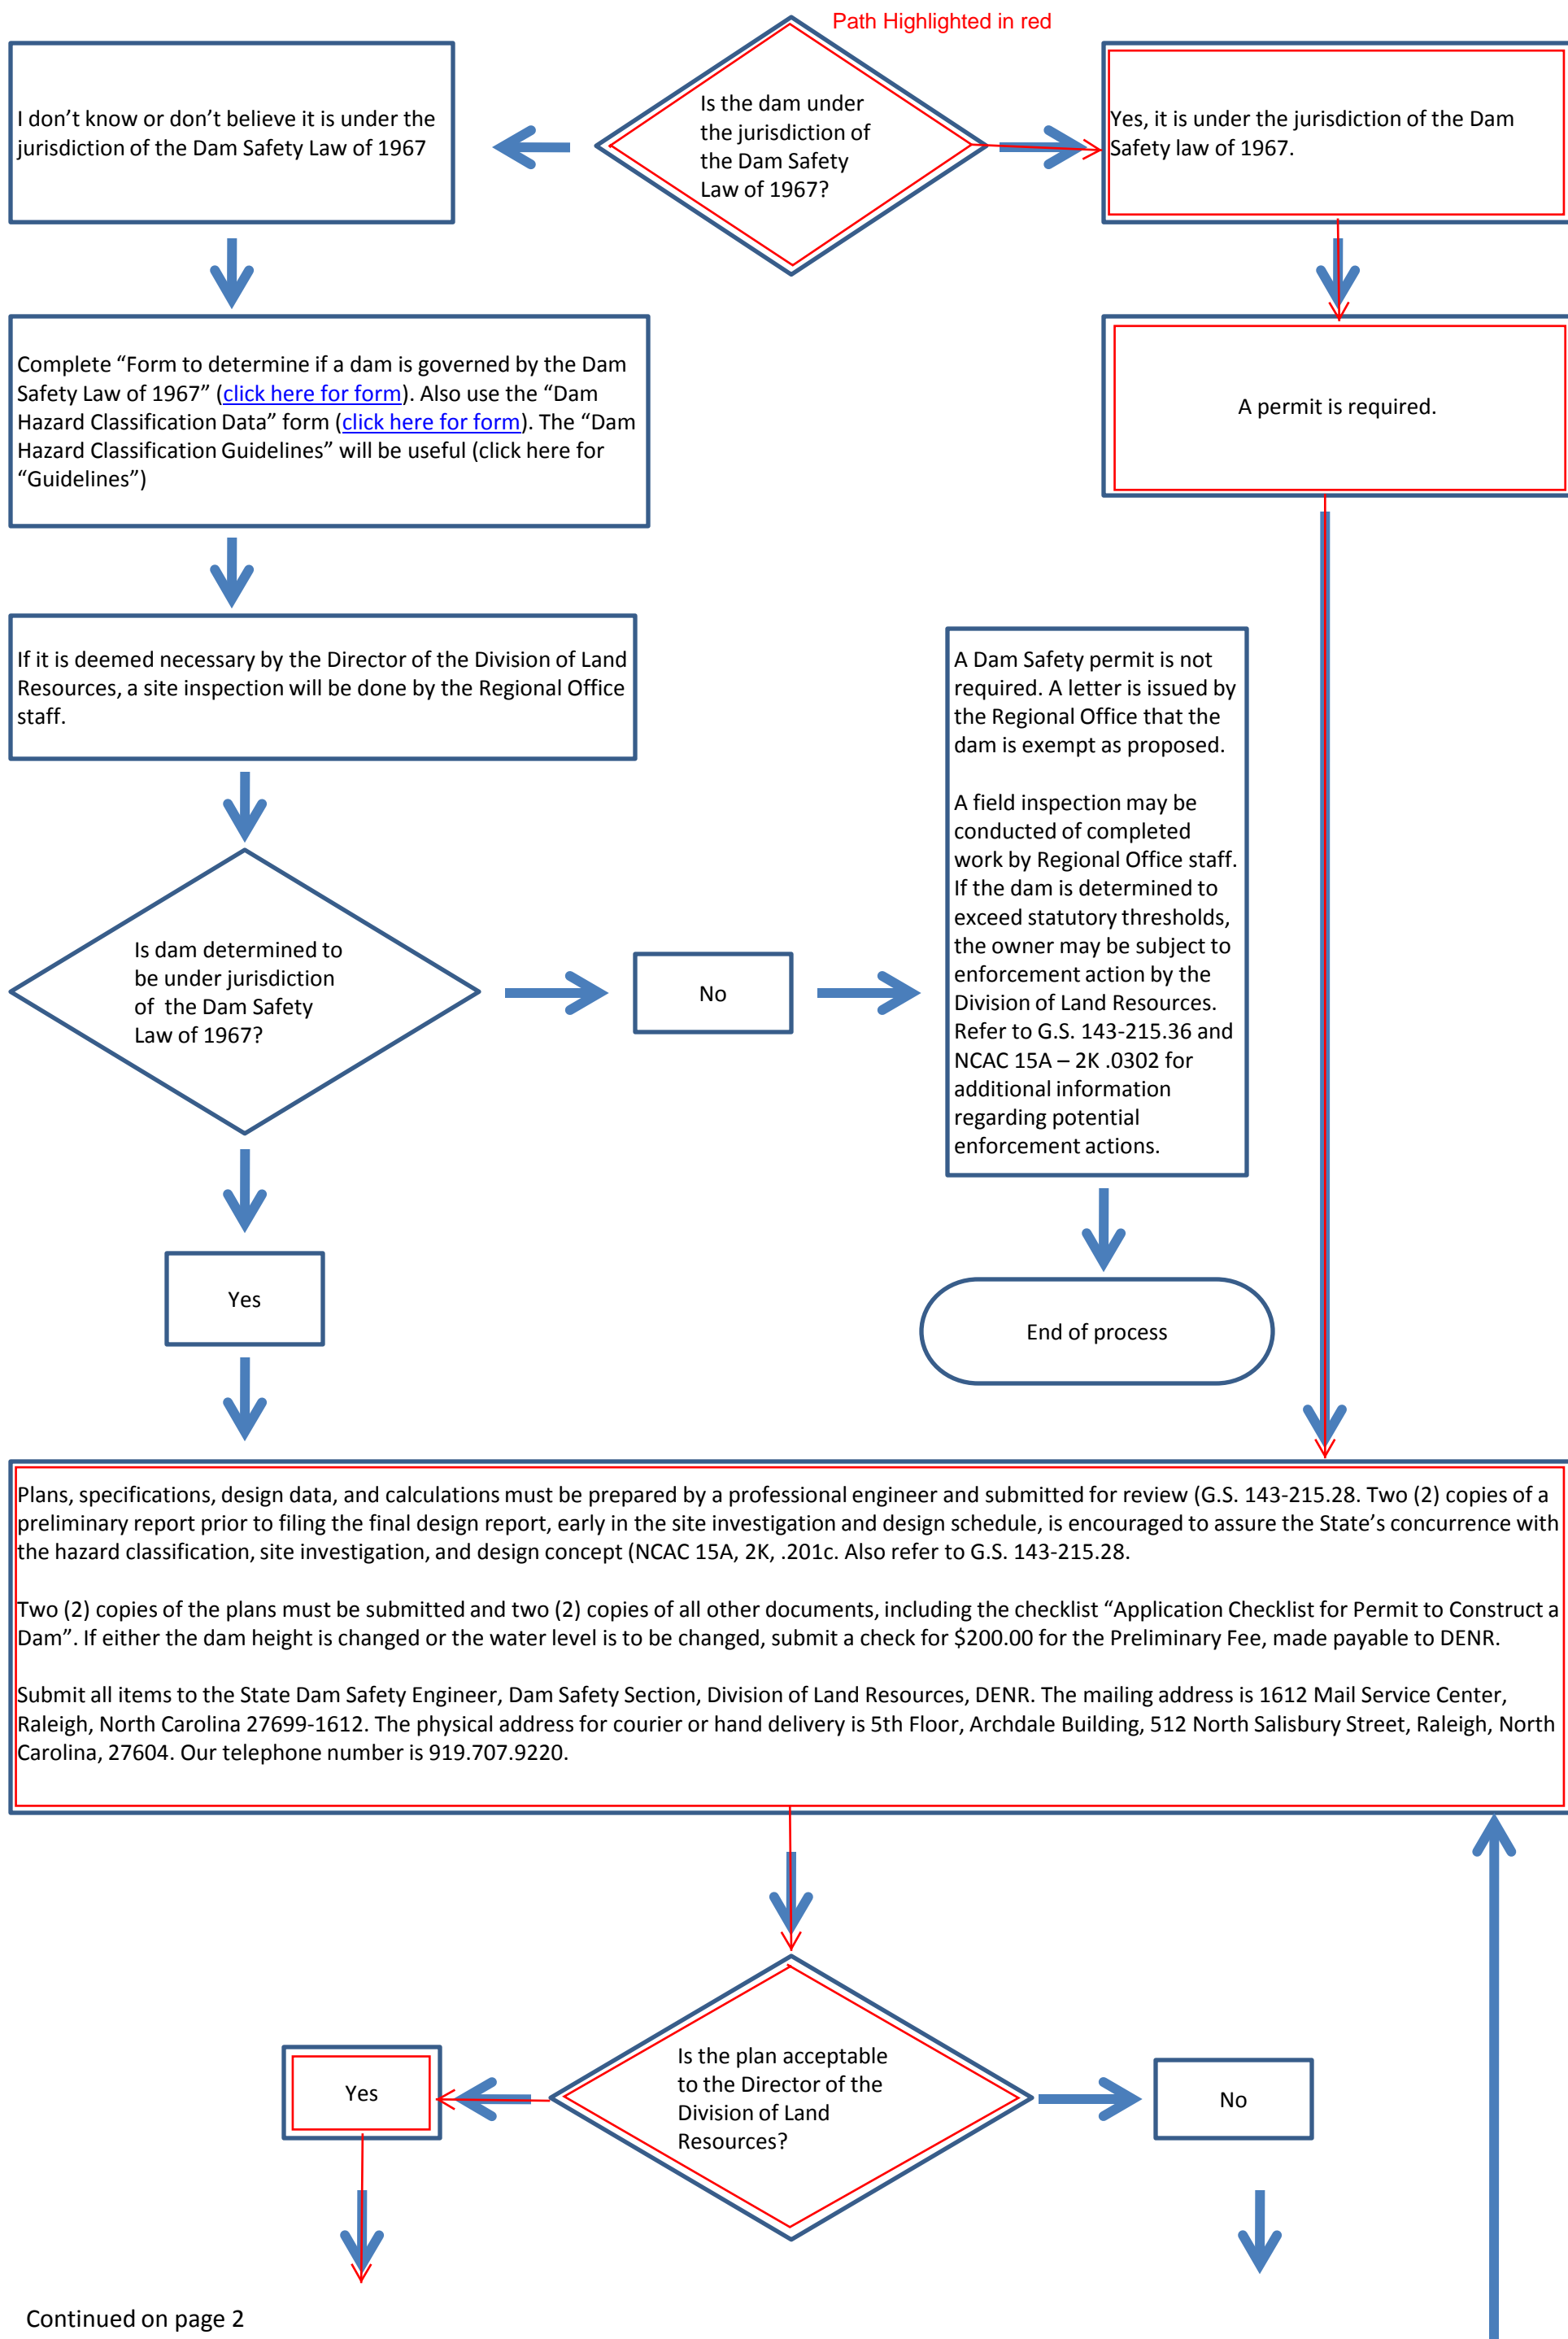 Path Highlighted in red
I don’t know or don’t believe it is under the
jurisdiction of the Dam Safety Law of 1967
Is the dam under
the jurisdiction of
the Dam Safety
Law of 1967?
Yes, it is under the jurisdiction of the Dam
Safety law of 1967.
Complete “Form to determine if a dam is governed by the Dam
Safety Law of 1967” (click here for form). Also use the “Dam
Hazard Classification Data” form (click here for form). The “Dam
Hazard Classification Guidelines” will be useful (click here for
“Guidelines”)
A permit is required.
If it is deemed necessary by the Director of the Division of Land
Resources, a site inspection will be done by the Regional Office
staff.
A Dam Safety permit is not
required. A letter is issued by
the Regional Office that the
dam is exempt as proposed.
A field inspection may be
conducted of completed
work by Regional Office staff.
If the dam is determined to
exceed statutory thresholds,
the owner may be subject to
enforcement action by the
Division of Land Resources.
Refer to G.S. 143-215.36 and
NCAC 15A – 2K .0302 for
additional information
regarding potential
enforcement actions.
Is dam determined to
be under jurisdiction
of the Dam Safety
Law of 1967?
No
Yes
End of process
Plans, specifications, design data, and calculations must be prepared by a professional engineer and submitted for review (G.S. 143-215.28. Two (2) copies of a
preliminary report prior to filing the final design report, early in the site investigation and design schedule, is encouraged to assure the State’s concurrence with
the hazard classification, site investigation, and design concept (NCAC 15A, 2K, .201c. Also refer to G.S. 143-215.28.
Two (2) copies of the plans must be submitted and two (2) copies of all other documents, including the checklist “Application Checklist for Permit to Construct a
Dam”. If either the dam height is changed or the water level is to be changed, submit a check for $200.00 for the Preliminary Fee, made payable to DENR.
Submit all items to the State Dam Safety Engineer, Dam Safety Section, Division of Land Resources, DENR. The mailing address is 1612 Mail Service Center,
Raleigh, North Carolina 27699-1612. The physical address for courier or hand delivery is 5th Floor, Archdale Building, 512 North Salisbury Street, Raleigh, North
Carolina, 27604. Our telephone number is 919.707.9220.
Is the plan acceptable
to the Director of the
Division of Land
Resources?
Yes
No
Continued on page 2